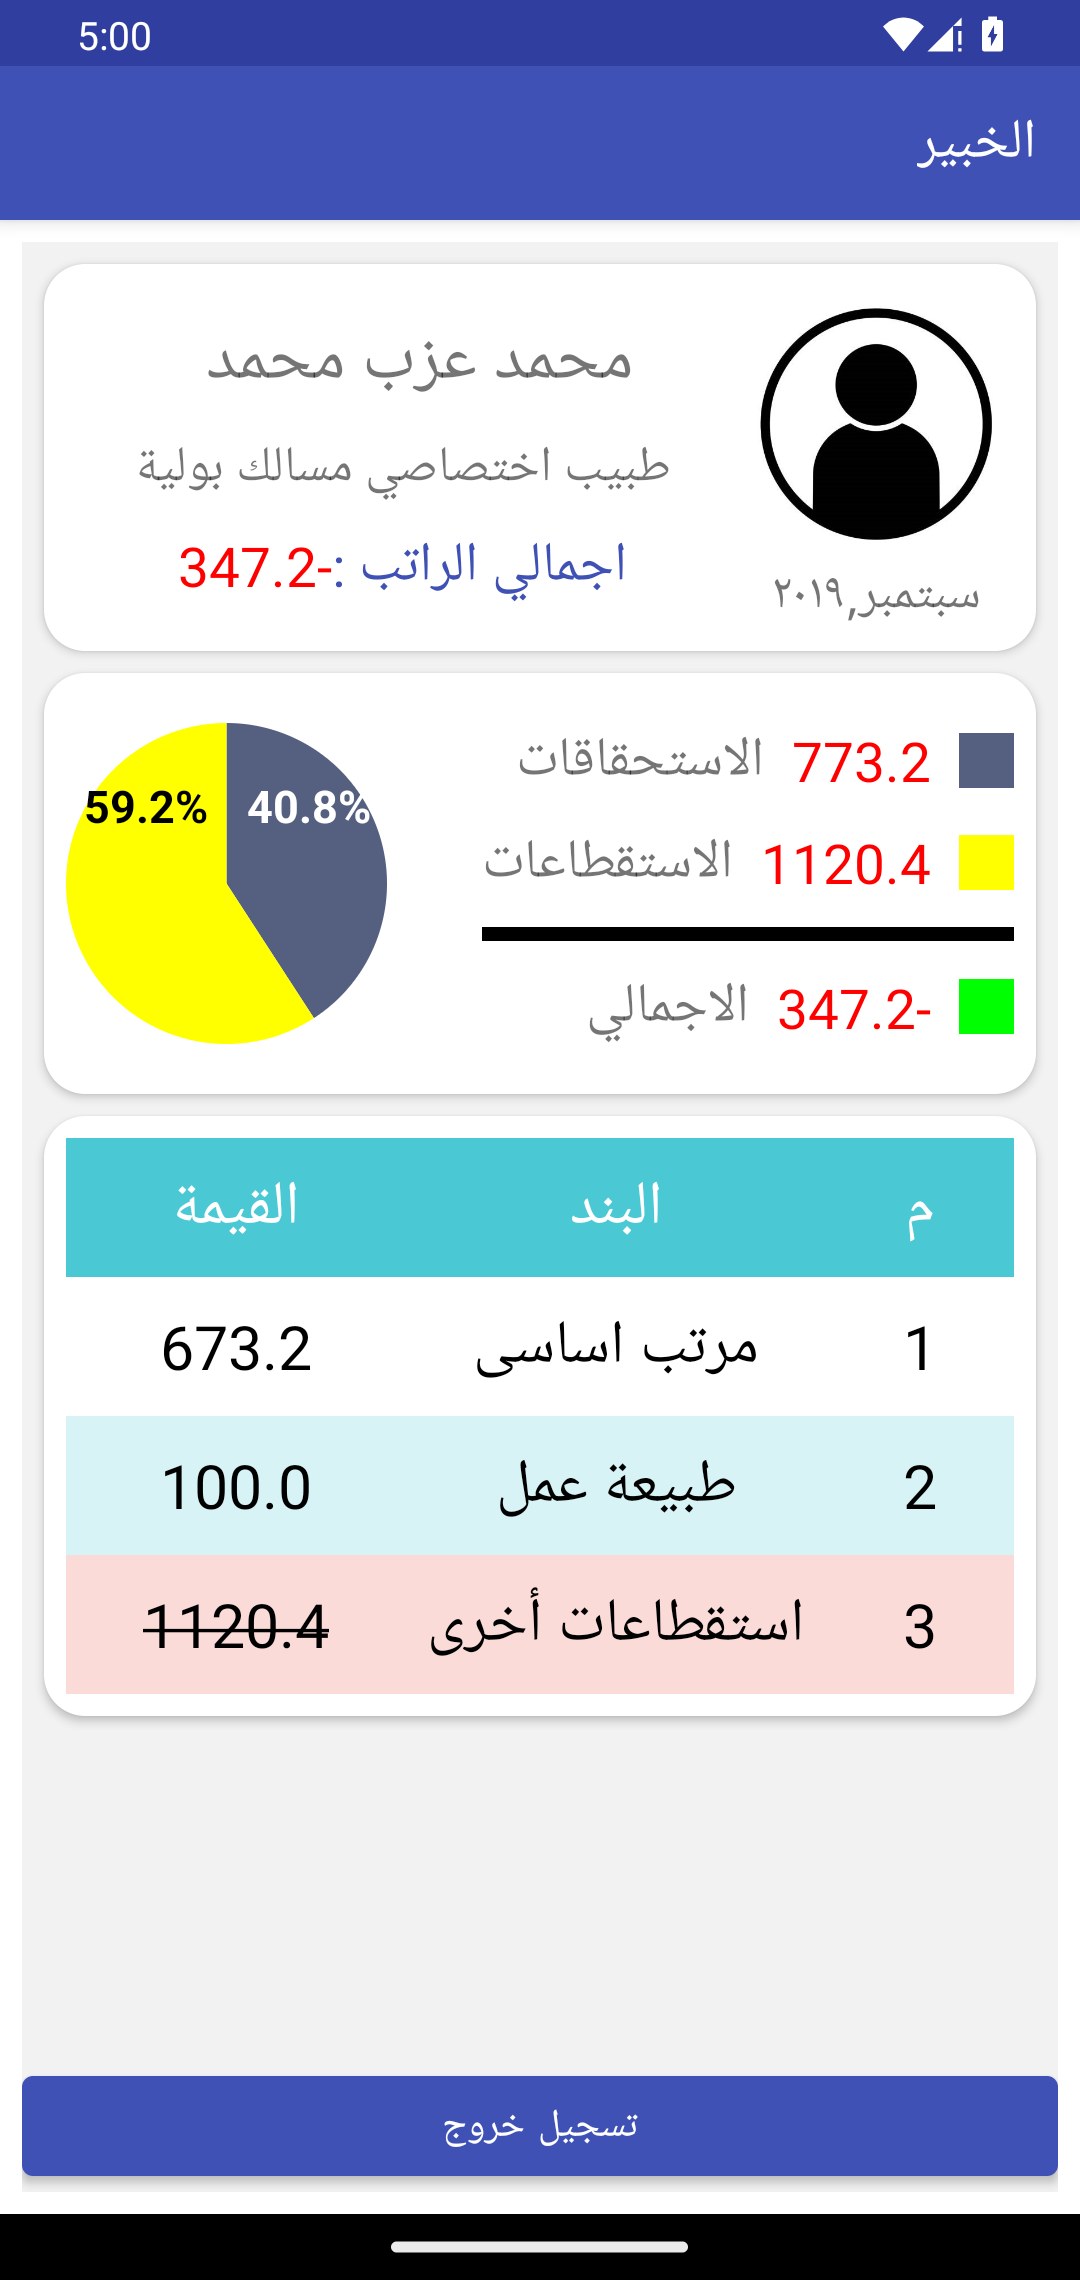 5:00
الخبير
محمد عزب محمد
طبيب اختصاصي مسالك بولية
اجمالي الراتب :-347.2
سبتمبر,٢٠١٩
773.2 الاستحقاقات
1120.4 الاستقطاعات
-347.2 الاجمالي
59.2% 40.8%
م البند القيمة
1 مرتب اساسى 673.2
2 طبيعة عمل 100.0
3 استقطاعات أخرى 1120.4
تسجيل خروج